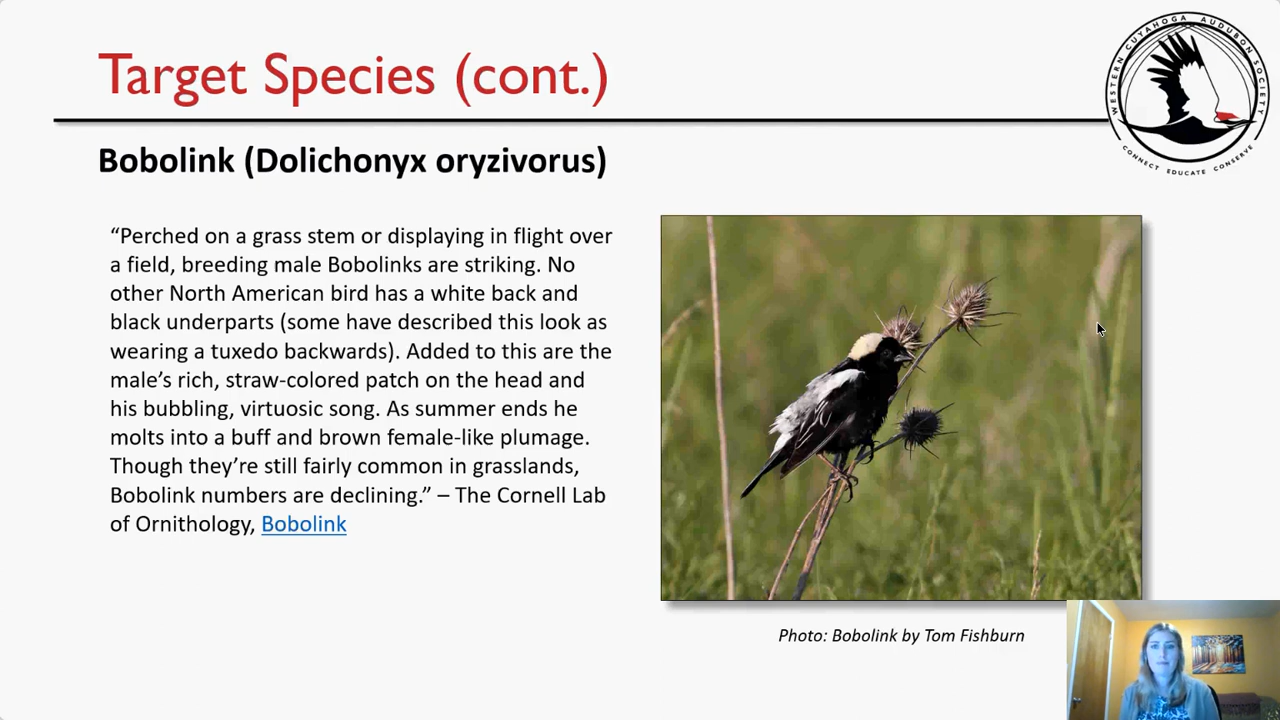 Target Species (cont.)
WESTERN CUYAHOGA AUDUBON SOCIETY
CONNECT EDUCATE CONSERVE
Bobolink (Dolichonyx oryzivorus)
“Perched on a grass stem or displaying in flight over
a field, breeding male Bobolinks are striking. No
other North American bird has a white back and
black underparts (some have described this look as
wearing a tuxedo backwards). Added to this are the
male’s rich, straw-colored patch on the head and
his bubbling, virtuosic song. As summer ends he
molts into a buff and brown female-like plumage.
Though they’re still fairly common in grasslands,
Bobolink numbers are declining.” – The Cornell Lab
of Ornithology, Bobolink
Photo: Bobolink by Tom Fishburn